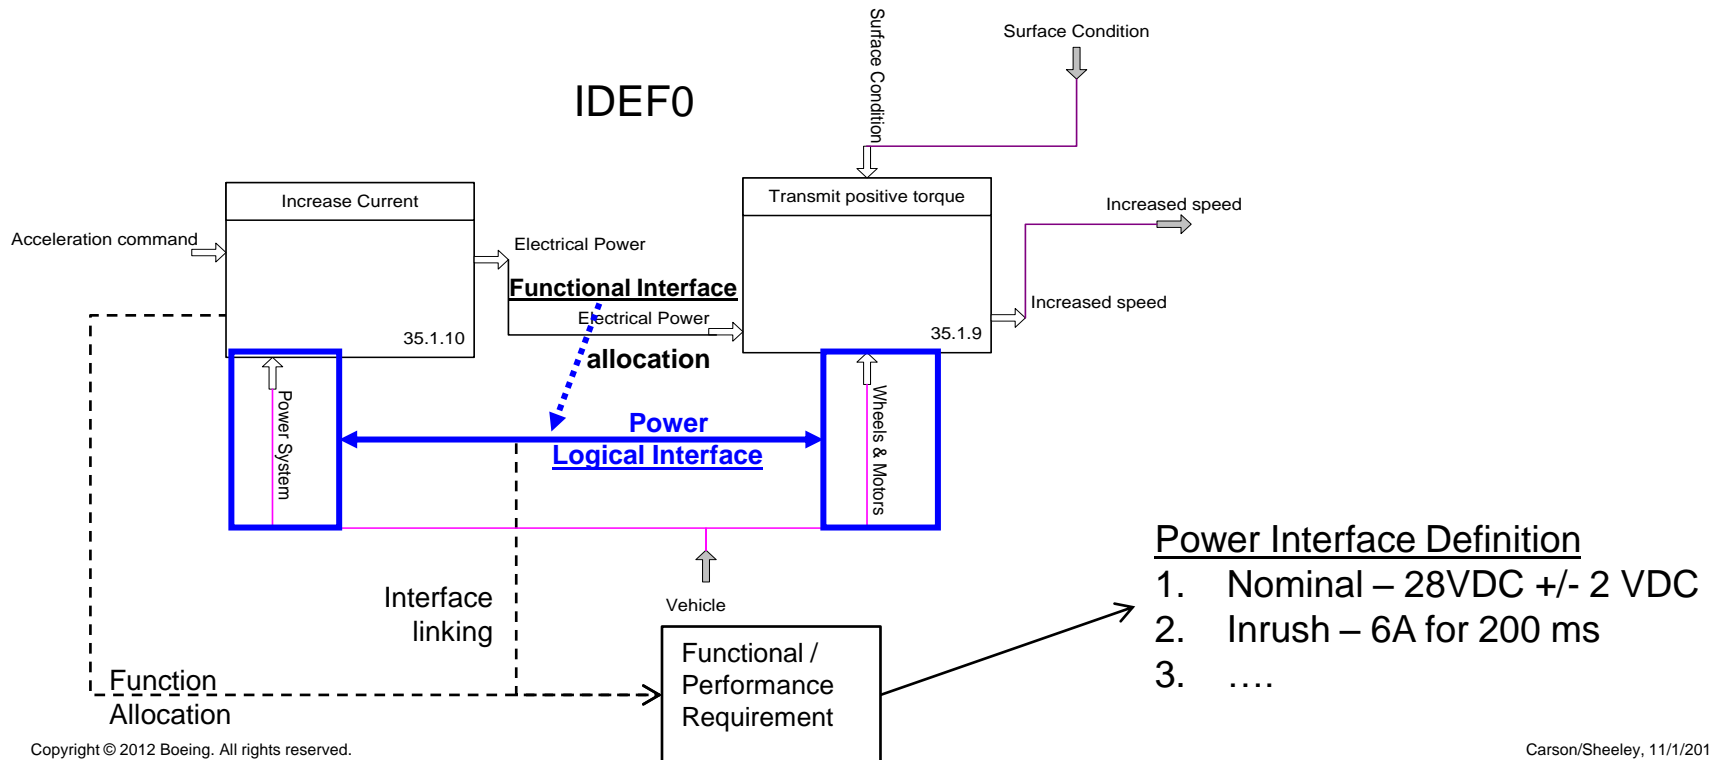 Surface Condition
Surface Condition
IDEF0
Increase Current
Transmit positive torque
Increased speed
Acceleration command
Electrical Power
Functional Interface
Electrical Power
Increased speed
35.1.10
35.1.9
allocation
Power System
Wheels & Motors
Power
Logical Interface
Vehicle
Interface
linking
Function
Allocation
Functional /
Performance
Requirement
Power Interface Definition
1. Nominal – 28VDC +/- 2 VDC
2. Inrush – 6A for 200 ms
3. ….
Copyright © 2012 Boeing. All rights reserved.
Carson/Sheeley, 11/1/201